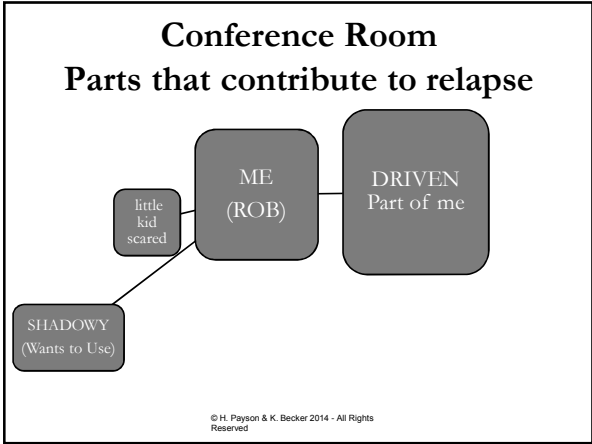 Conference Room
Parts that contribute to relapse
ME
(ROB)
DRIVEN
Part of me
little
kid
scared
SHADOWY
(Wants to Use)
© H. Payson & K. Becker 2014 - All Rights
Reserved